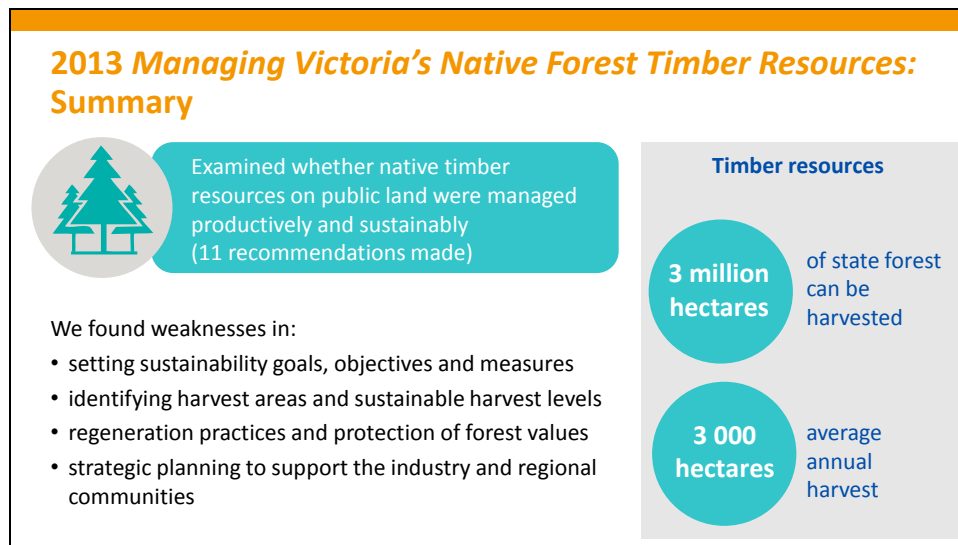 2013 Managing Victoria's Native Forest Timber Resources:
Summary
Examined whether native timber
resources on public land were managed
productively and sustainably
(11 recommendations made)
We found weaknesses in:
• setting sustainability goals, objectives and measures
• identifying harvest areas and sustainable harvest levels
• regeneration practices and protection of forest values
• strategic planning to support the industry and regional
communities
Timber resources
3 million
hectares
of state forest
can be
harvested
3 000
hectares
average
annual
harvest